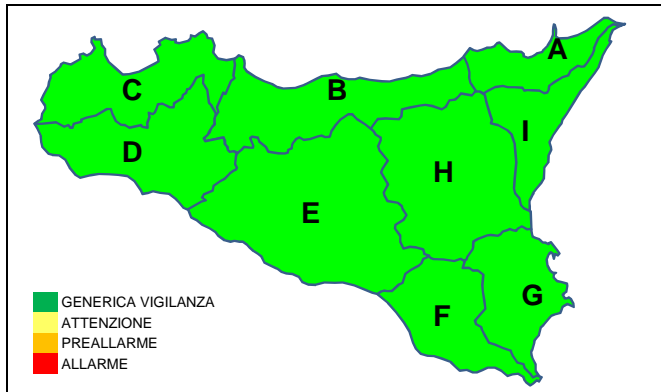 A
B
C
I
D
H
E
G
F
GENERICA VIGILANZA
ATTENZIONE
PREALLARME
ALLARME